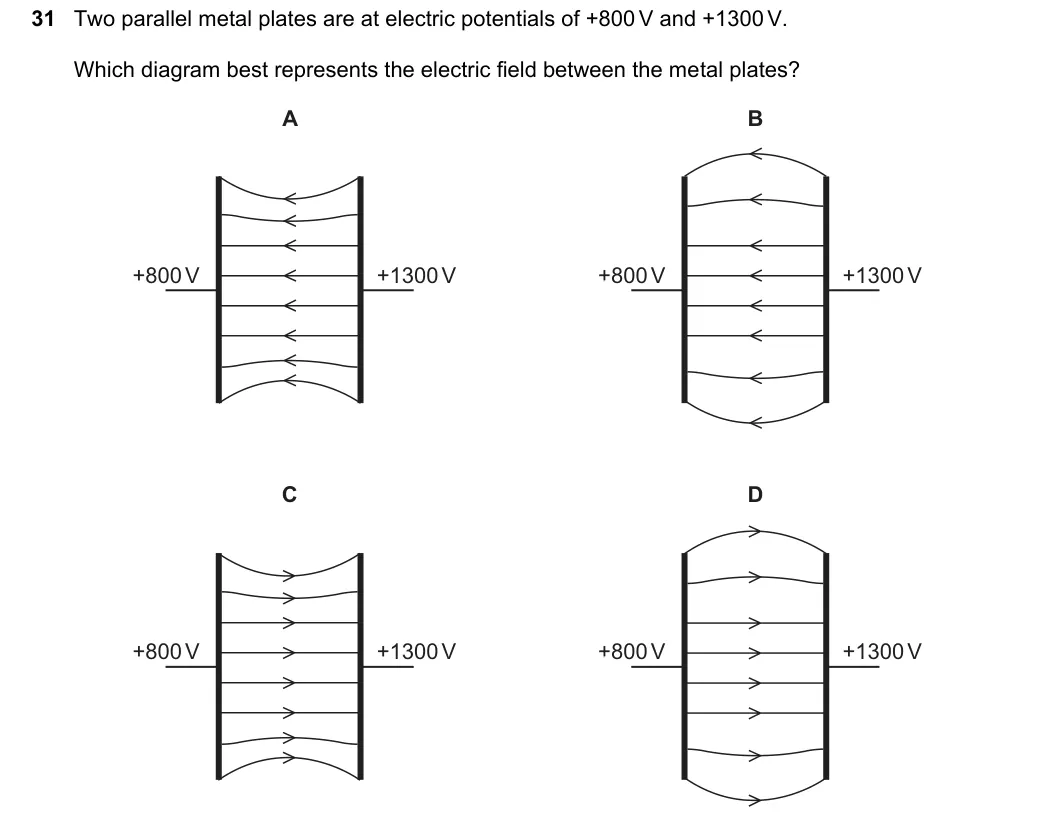 31 Two parallel metal plates are at electric potentials of +800 V and +1300 V.
Which diagram best represents the electric field between the metal plates?
A B
+800 V +1300 V +800 V +1300 V
C D
+800 V +1300 V +800 V +1300 V